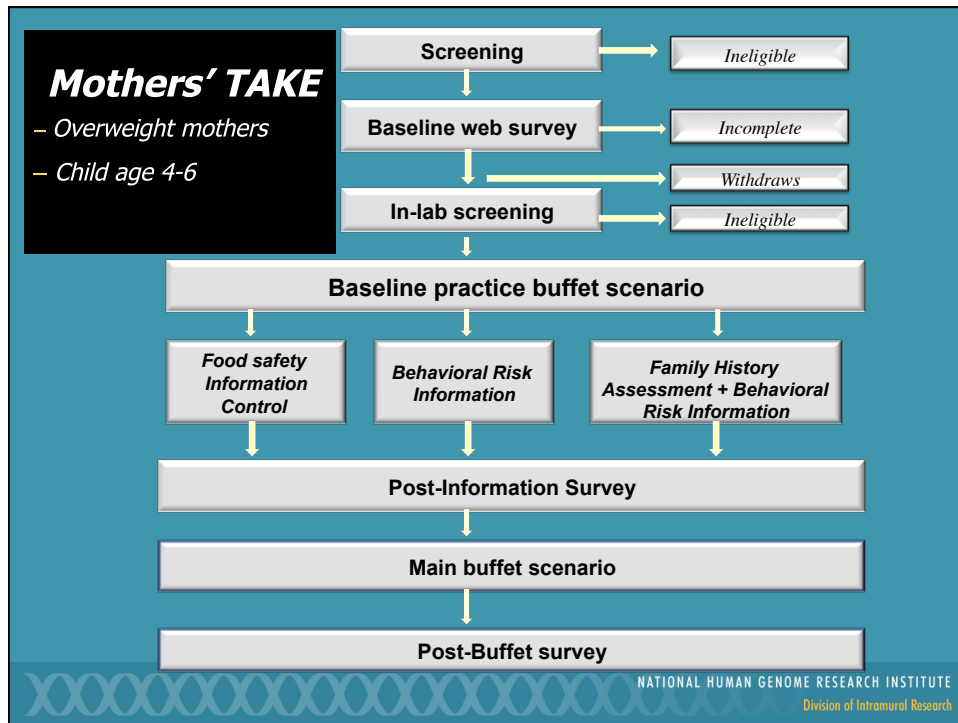 Mothers' TAKE
– Overweight mothers
– Child age 4-6
Screening
Ineligible
Baseline web survey
Incomplete
Withdraws
In-lab screening
Ineligible
Baseline practice buffet scenario
Food safety
Information
Control
Behavioral Risk
Information
Family History
Assessment + Behavioral
Risk Information
Post-Information Survey
Main buffet scenario
Post-Buffet survey
NATIONAL HUMAN GENOME RESEARCH INSTITUTE
Division of Intramural Research